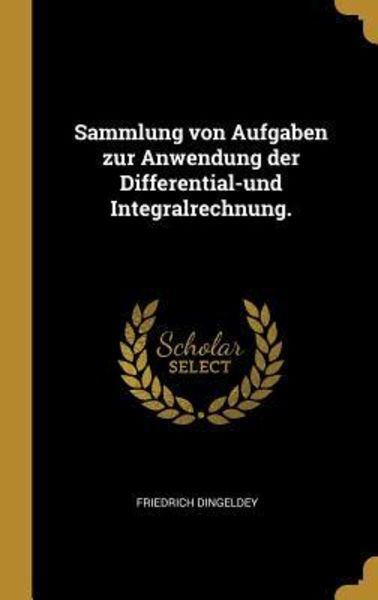 Sammlung von Aufgaben
zur Anwendung der
Differential-und
Integralrechnung.
Scholar
SELECT
FRIEDRICH DINGELDEY